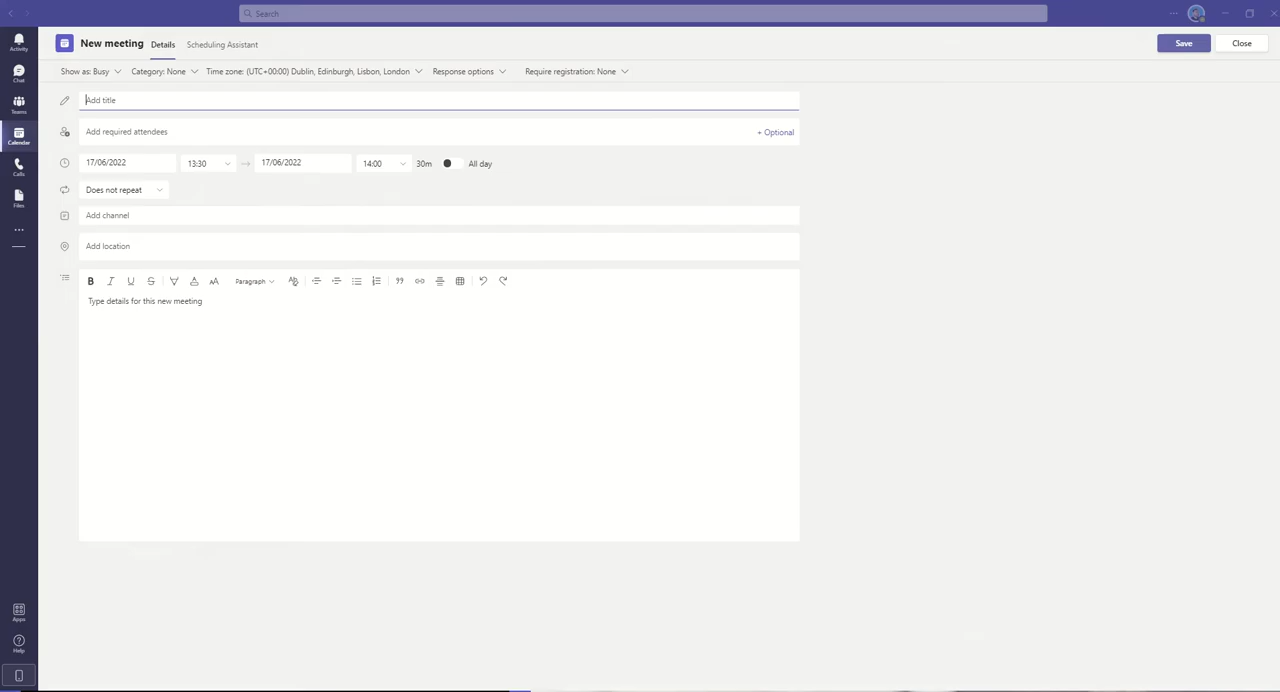 Search
Activity
Chat
Teams
Calendar
Calls
Files
Apps
Help
New meeting Details Scheduling Assistant Save Close
Show as: Busy Category: None Time zone: (UTC+00:00) Dublin, Edinburgh, Lisbon, London Response options Require registration: None
Add title
Add required attendees + Optional
17/06/2022 13:30 → 17/06/2022 14:00 30m All day
Does not repeat
Add channel
Add location
B I U S A AA Paragraph
Type details for this new meeting